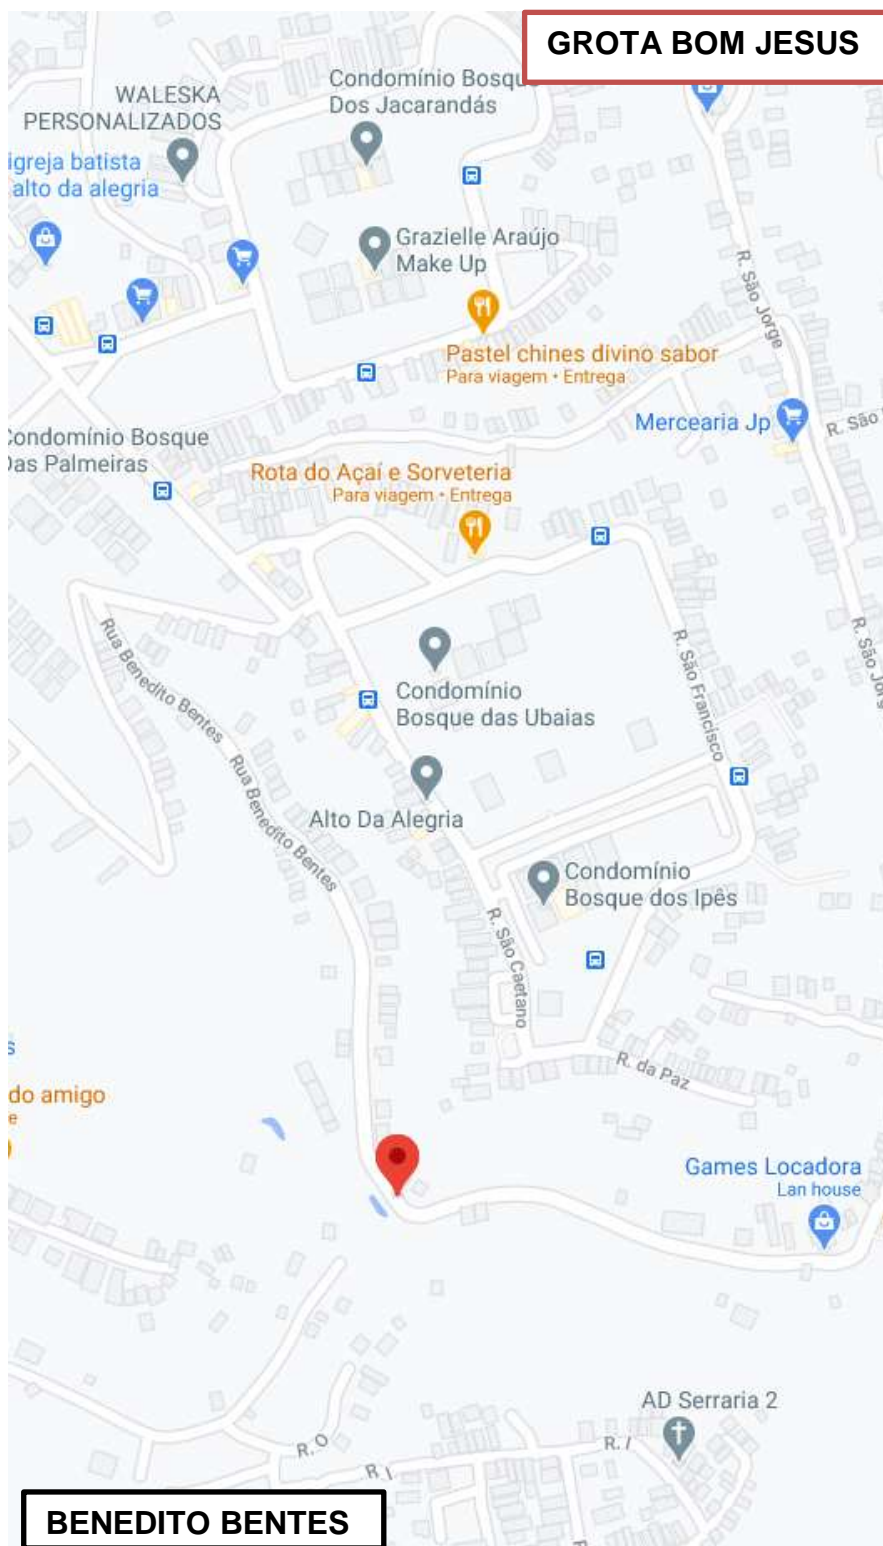 GROTA BOM JESUS
Condomínio Bosqu
Dos Jacarandás
WALESKA
PERSONALIZADOS
igreja batista
alto da alegria
Grazielle Araújo
Make Up
R. São Jorge
Pastel chines divino sabor
Para viagem • Entrega
Mercearia Jp
R. São
Condomínio Bosque
Das Palmeiras
Rota do Açaí e Sorveteria
Para viagem • Entrega
Rua Benedito Bentes
R. São Francisco
R. São Jors
Condomínio
Bosque das Ubaias
Rua Benedito Bentes
Alto Da Alegria
Condomínio
Bosque dos Ipês
R. São Caetano
s
R. da Paz
do amigo
e
Games Locadora
Lan house
AD Serraria 2
R. O
R. I
R I
BENEDITO BENTES